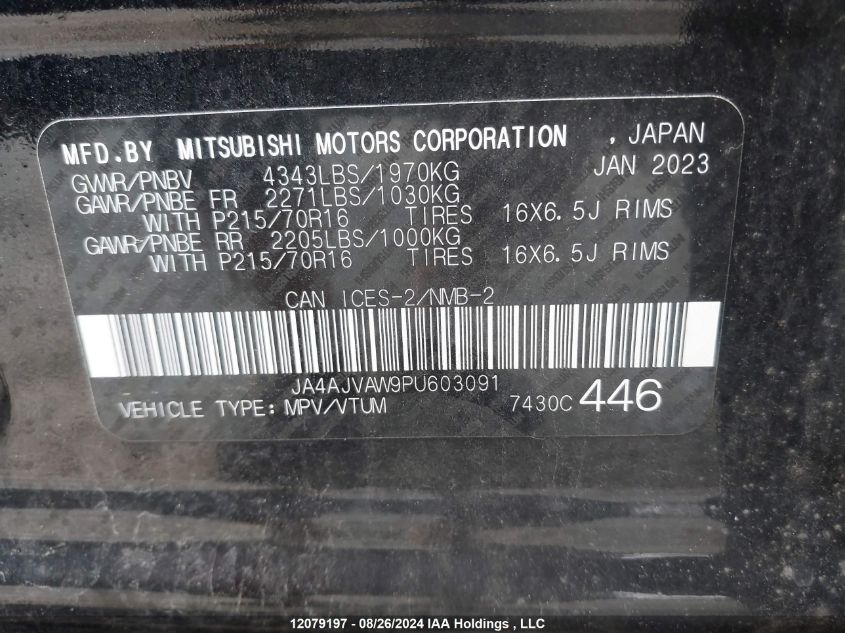 MFD.BY MITSUBISHI MOTORS CORPORATION , JAPAN
GVWR/PNBV 4343LBS/1970KG JAN 2023
GAWR/PNBE FR 2271LBS/1030KG
WITH P215/70R16 TIRES 16X6.5J RIMS
GAWR/PNBE RR 2205LBS/1000KG
WITH P215/70R16 TIRES 16X6.5J RIMS
CAN ICES-2/NMB-2
JA4AJVAW9PU603091
VEHICLE TYPE: MPV/VTUM 7430C 446
12079197 - 08/26/2024 IAA Holdings , LLC